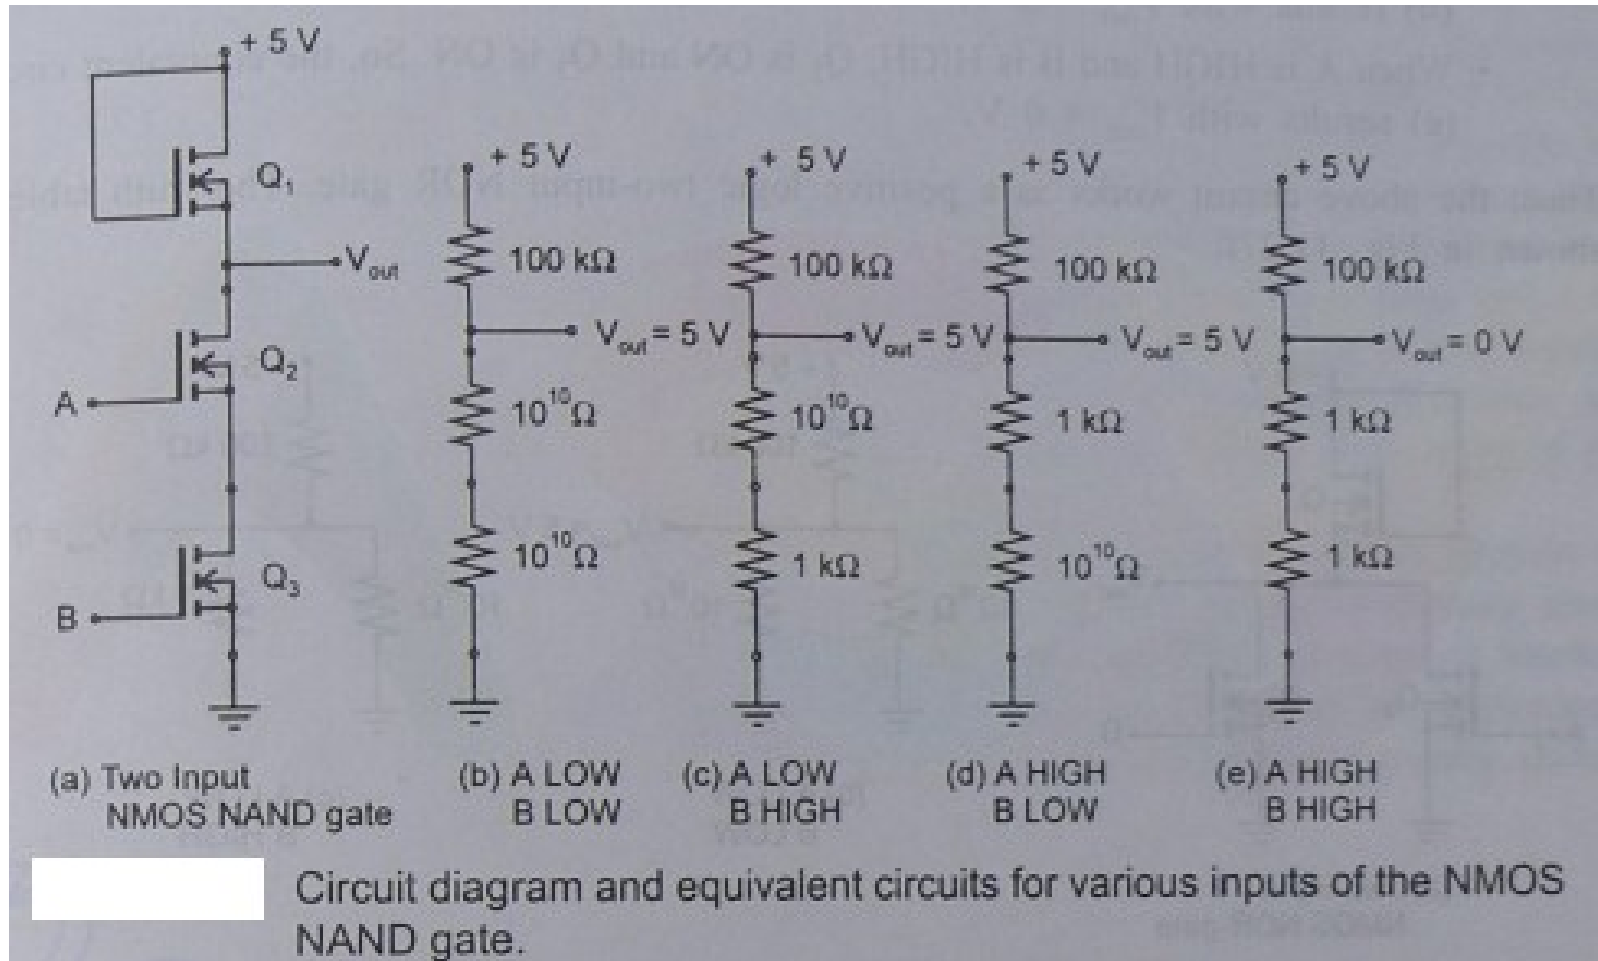 + 5 V
Q1
Vout
A
Q2
B
Q3
(a) Two Input
NMOS NAND gate
+ 5 V
100 kΩ
Vout = 5 V
10^10 Ω
10^10 Ω
(b) A LOW
B LOW
+ 5 V
100 kΩ
Vout = 5 V
10^10 Ω
1 kΩ
(c) A LOW
B HIGH
+ 5 V
100 kΩ
Vout = 5 V
1 kΩ
10^10 Ω
(d) A HIGH
B LOW
+ 5 V
100 kΩ
Vout = 0 V
1 kΩ
1 kΩ
(e) A HIGH
B HIGH
Circuit diagram and equivalent circuits for various inputs of the NMOS
NAND gate.